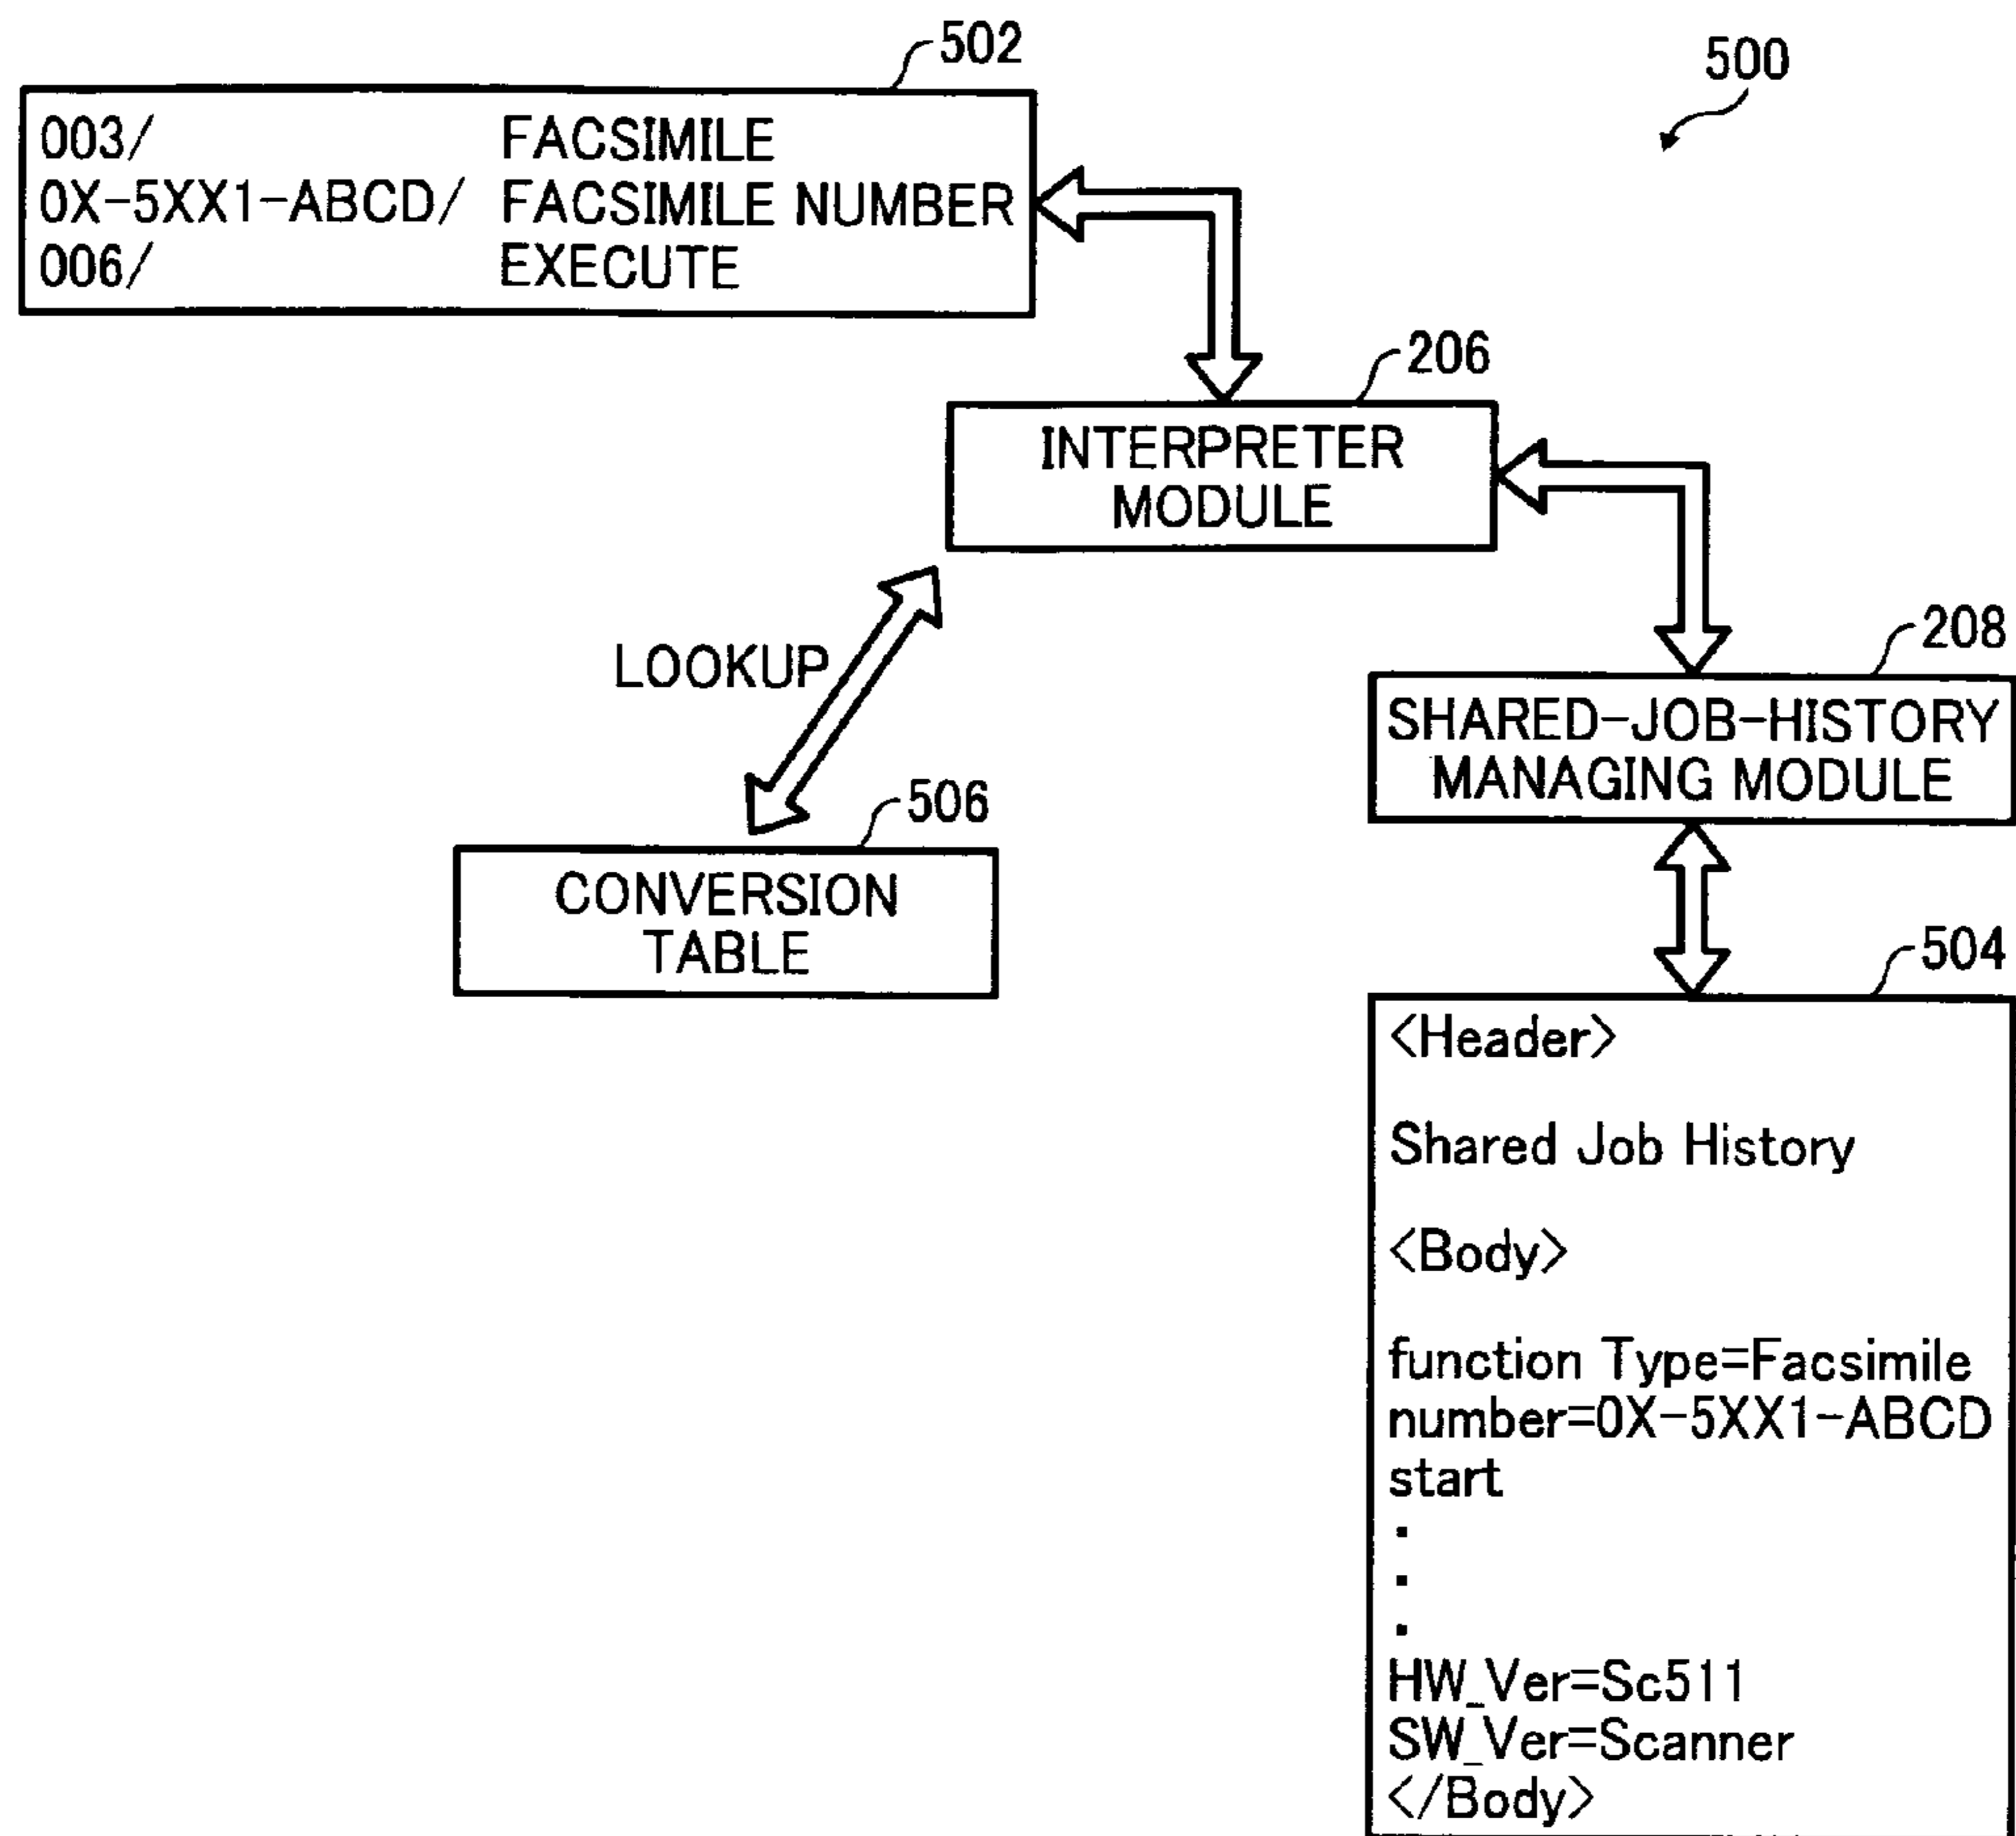 502
500
003/ FACSIMILE
0X-5XX1-ABCD/ FACSIMILE NUMBER
006/ EXECUTE
206
INTERPRETER
MODULE
LOOKUP
208
SHARED-JOB-HISTORY
MANAGING MODULE
506
CONVERSION
TABLE
504
<Header>
Shared Job History
<Body>
function Type=Facsimile
number=0X-5XX1-ABCD
start
.
.
.
HW_Ver=Sc511
SW_Ver=Scanner
</Body>